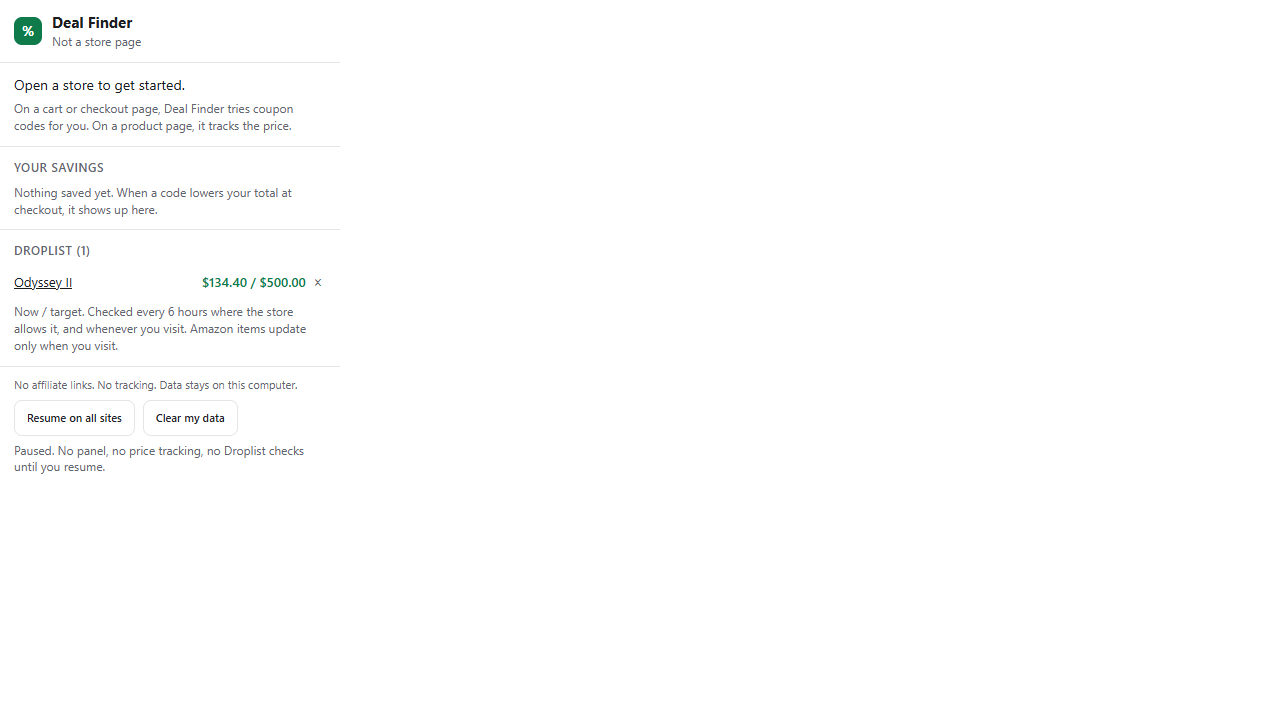 %
Deal Finder
Not a store page
Open a store to get started.
On a cart or checkout page, Deal Finder tries coupon
codes for you. On a product page, it tracks the price.
YOUR SAVINGS
Nothing saved yet. When a code lowers your total at
checkout, it shows up here.
DROPLIST (1)
Odyssey II $134.40 / $500.00 ×
Now / target. Checked every 6 hours where the store
allows it, and whenever you visit. Amazon items update
only when you visit.
No affiliate links. No tracking. Data stays on this computer.
Resume on all sites Clear my data
Paused. No panel, no price tracking, no Droplist checks
until you resume.